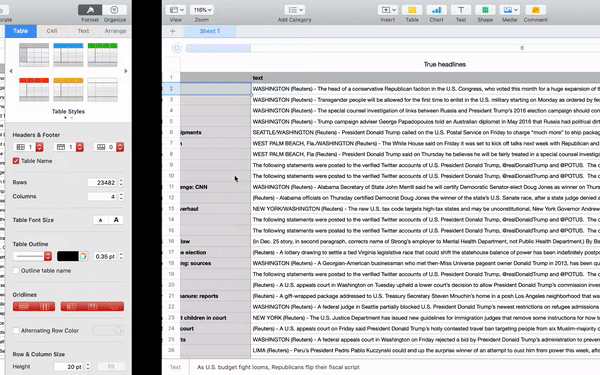 orate
Format
Organize
Table
Cell
Text
Arrange
Table Styles
Headers & Footer
1
1
0
Table Name
Rows
23482
Columns
4
Table Font Size
A
A
Table Outline
0.35 pt
Outline table name
Gridlines
Alternating Row Color
Row & Column Size
Height
20 pt
Fit
View
116%
Zoom
Add Category
Insert
Table
Chart
Text
Shape
Media
Comment
Sheet 1
B
True headlines
1
text
2
WASHINGTON (Reuters) - The head of a conservative Republican faction in the U.S. Congress, who voted this month for a huge expansion of th
3
WASHINGTON (Reuters) - Transgender people will be allowed for the first time to enlist in the U.S. military starting on Monday as ordered by fed
4
WASHINGTON (Reuters) - The special counsel investigation of links between Russia and President Trump's 2016 election campaign should cont
5
WASHINGTON (Reuters) - Trump campaign adviser George Papadopoulos told an Australian diplomat in May 2016 that Russia had political dirt
6
pments
SEATTLE/WASHINGTON (Reuters) - President Donald Trump called on the U.S. Postal Service on Friday to charge "much more" to ship package
7
WEST PALM BEACH, Fla./WASHINGTON (Reuters) - The White House said on Friday it was set to kick off talks next week with Republican and
8
WEST PALM BEACH, Fla (Reuters) - President Donald Trump said on Thursday he believes he will be fairly treated in a special counsel investiga
9
The following statements were posted to the verified Twitter accounts of U.S. President Donald Trump, @realDonaldTrump and @POTUS. The o
10
The following statements were posted to the verified Twitter accounts of U.S. President Donald Trump, @realDonaldTrump and @POTUS. The o
11
nge: CNN
WASHINGTON (Reuters) - Alabama Secretary of State John Merrill said he will certify Democratic Senator-elect Doug Jones as winner on Thurs
12
(Reuters) - Alabama officials on Thursday certified Democrat Doug Jones the winner of the state's U.S. Senate race, after a state judge denied a
13
verhaul
NEW YORK/WASHINGTON (Reuters) - The new U.S. tax code targets high-tax states and may be unconstitutional, New York Governor Andrew
14
The following statements were posted to the verified Twitter accounts of U.S. President Donald Trump, @realDonaldTrump and @POTUS. The o
15
The following statements were posted to the verified Twitter accounts of U.S. President Donald Trump, @realDonaldTrump and @POTUS. The o
16
law
(In Dec. 25 story, in second paragraph, corrects name of Strong's employer to Mental Health Department, not Public Health Department.) By Be
17
e election
(Reuters) - A lottery drawing to settle a tied Virginia legislative race that could shift the statehouse balance of power has been indefinitely
18
ng: sources
WASHINGTON (Reuters) - A Georgian-American businessman who met then-Miss Universe pageant owner Donald Trump in 2013, has been qu
19
The following statements were posted to the verified Twitter accounts of U.S. President Donald Trump, @realDonaldTrump and @POTUS. The o
20
(Reuters) - A U.S. appeals court in Washington on Tuesday upheld a lower court's decision to allow President Donald Trump's commission inves
21
anure: reports
(Reuters) - A gift-wrapped package addressed to U.S. Treasury Secretary Steven Mnuchin's home in a posh Los Angeles neighborhood that was
22
WASHINGTON (Reuters) - A federal judge in Seattle partially blocked U.S. President Donald Trump's newest restrictions on refugee admissions
23
t children in court
NEW YORK (Reuters) - The U.S. Justice Department has issued new guidelines for immigration judges that remove some instructions for how to
24
r
(Reuters) - A U.S. appeals court on Friday said President Donald Trump's hotly contested travel ban targeting people from six Muslim-majority c
25
ts
WASHINGTON (Reuters) - A federal appeals court in Washington on Friday rejected a bid by President Donald Trump's administration to preven
26
LIMA (Reuters) - Peru's President Pedro Pablo Kuczynski could end up the surprise winner of an attempt to oust him from power this week, afte
Text
As U.S. budget fight looms, Republicans flip their fiscal script